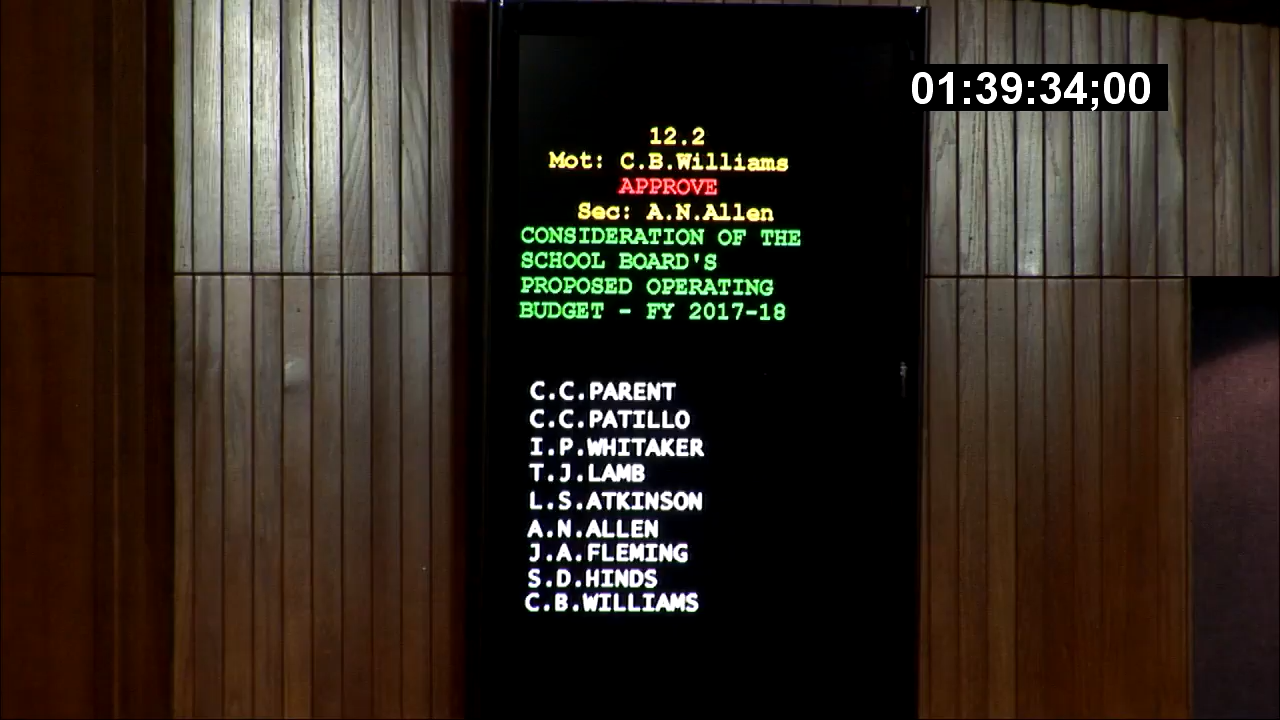 01:39:34;00
12.2
Mot: C.B.Williams
APPROVE
Sec: A.N.Allen
CONSIDERATION OF THE
SCHOOL BOARD'S
PROPOSED OPERATING
BUDGET - FY 2017-18
C.C.PARENT
C.C.PATILLO
I.P.WHITAKER
T.J.LAMB
L.S.ATKINSON
A.N.ALLEN
J.A.FLEMING
S.D.HINDS
C.B.WILLIAMS